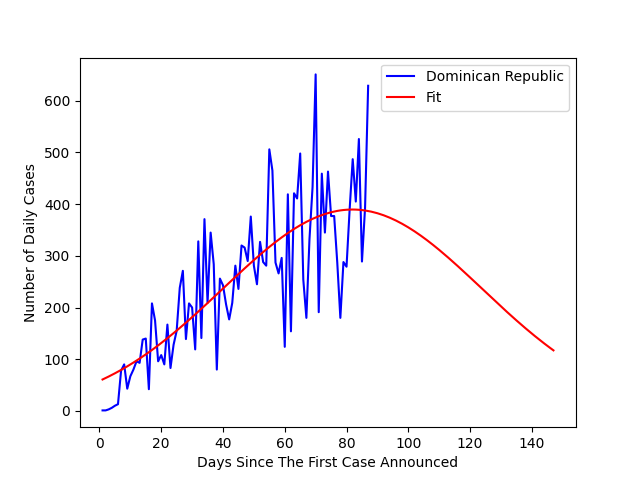 Dominican Republic
Fit
600
500
400
300
200
100
0
Number of Daily Cases
0 20 40 60 80 100 120 140
Days Since The First Case Announced